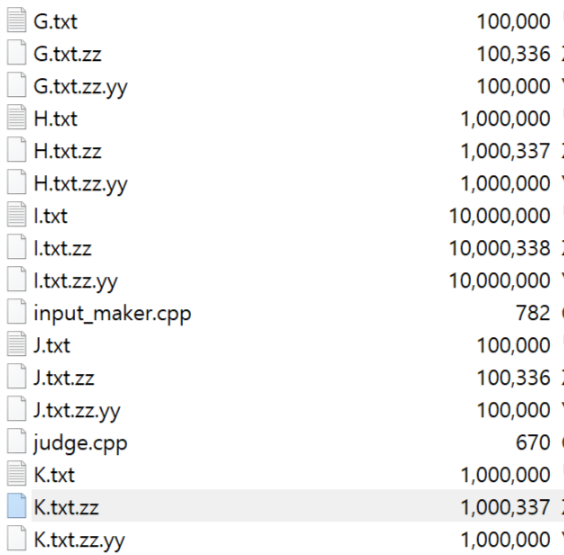 G.txt 100,000
G.txt.zz 100,336
G.txt.zz.yy 100,000
H.txt 1,000,000
H.txt.zz 1,000,337
H.txt.zz.yy 1,000,000
I.txt 10,000,000
I.txt.zz 10,000,338
I.txt.zz.yy 10,000,000
input_maker.cpp 782
J.txt 100,000
J.txt.zz 100,336
J.txt.zz.yy 100,000
judge.cpp 670
K.txt 1,000,000
K.txt.zz 1,000,337
K.txt.zz.yy 1,000,000